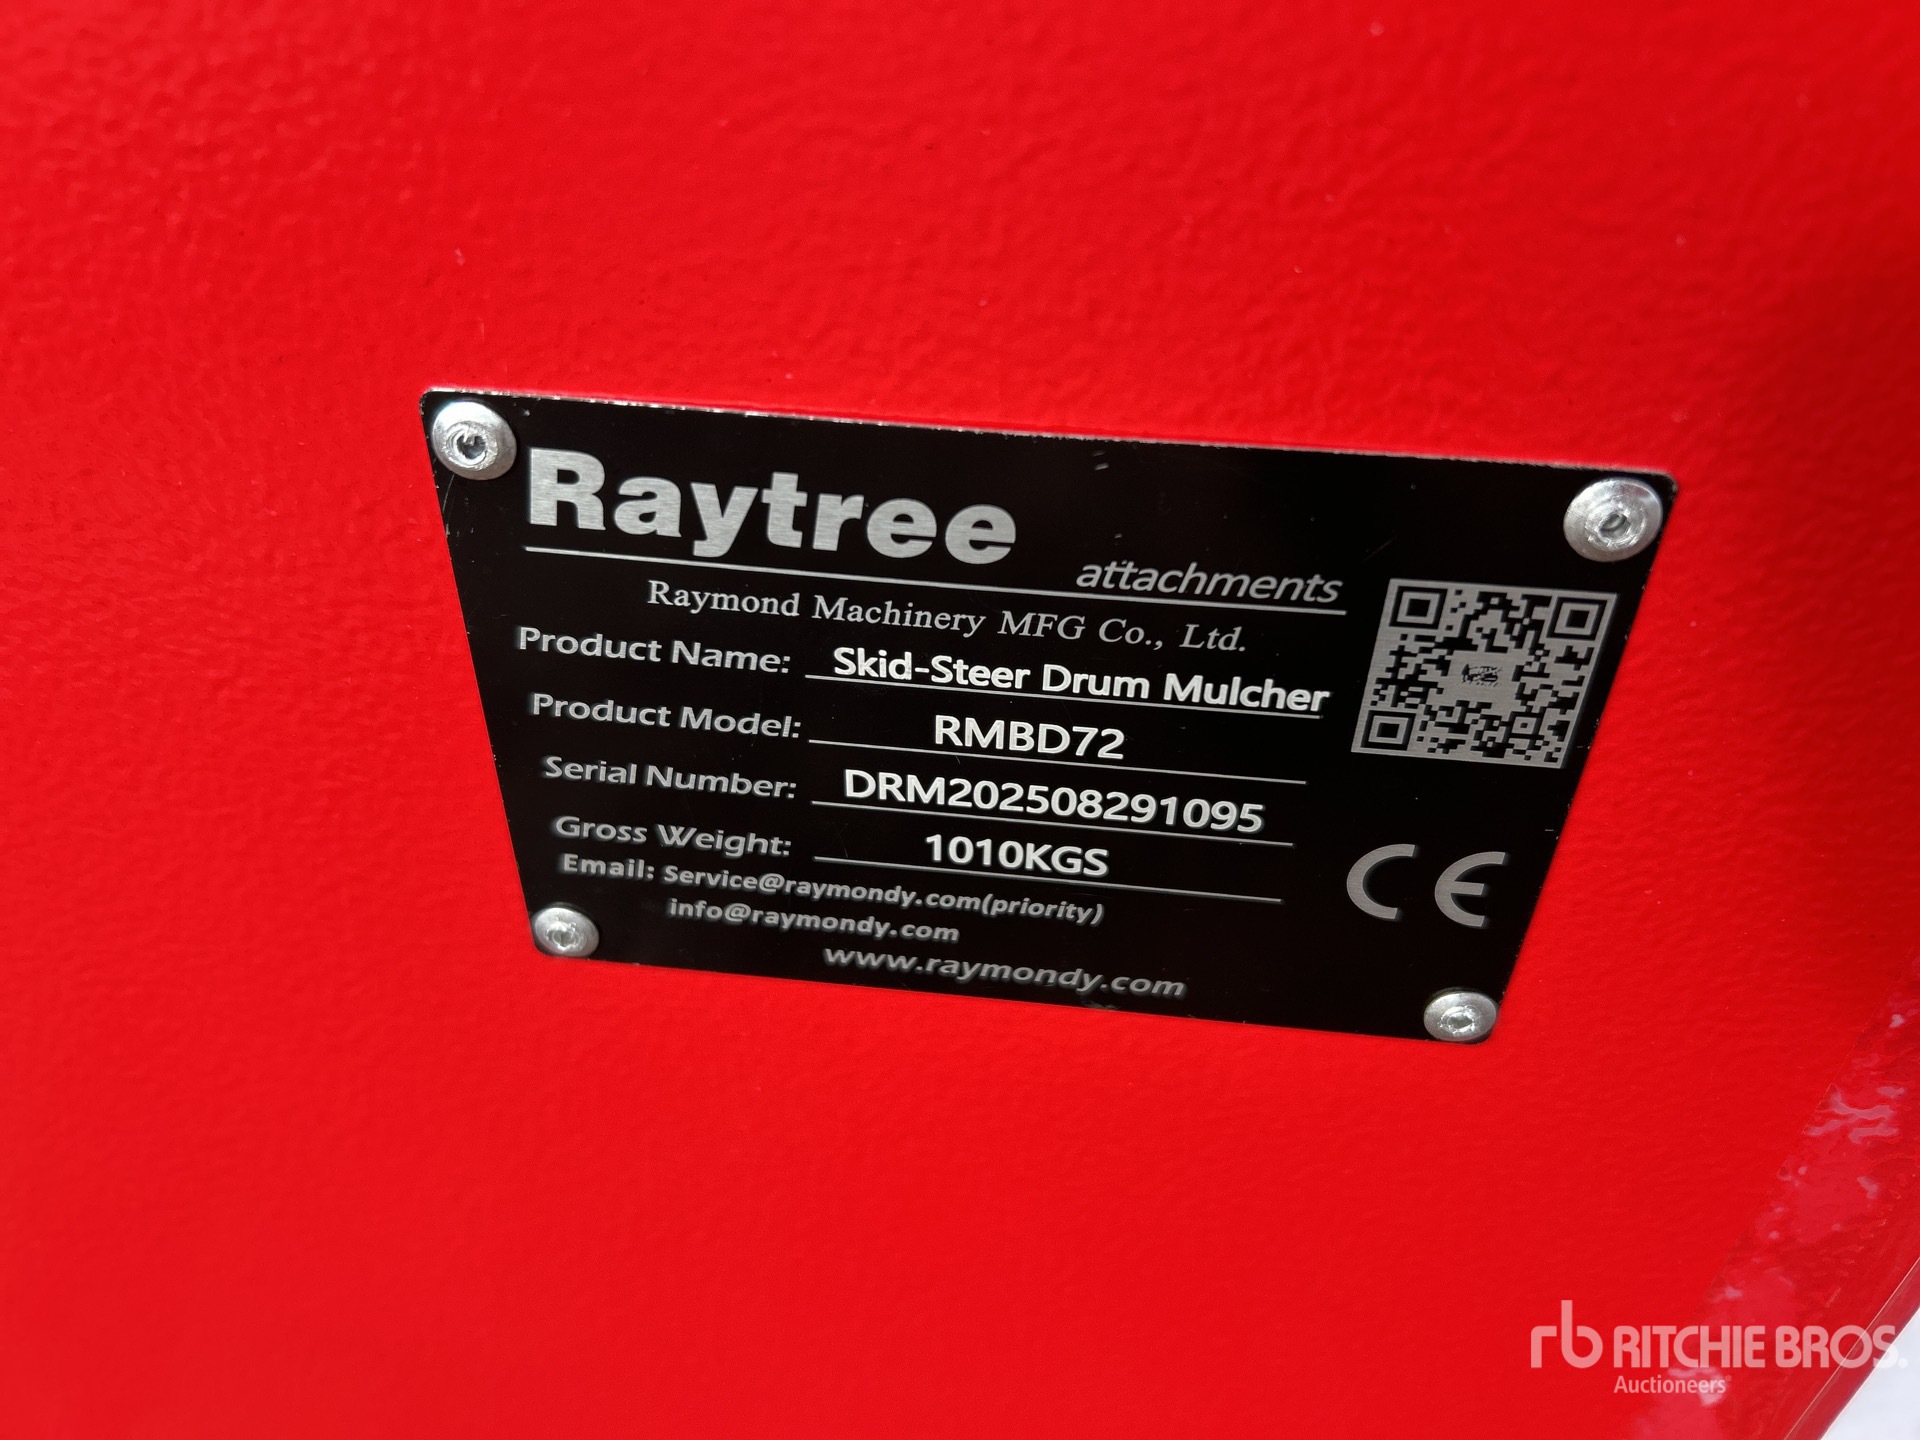 Raytree
attachments
Raymond Machinery MFG Co., Ltd.
Product Name: Skid-Steer Drum Mulcher
Product Model: RMBD72
Serial Number: DRM202508291095
Gross Weight: 1010KGS
Email: Service@raymondy.com(priority)
info@raymondy.com
www.raymondy.com
CE
rb RITCHIE BROS.
Auctioneers